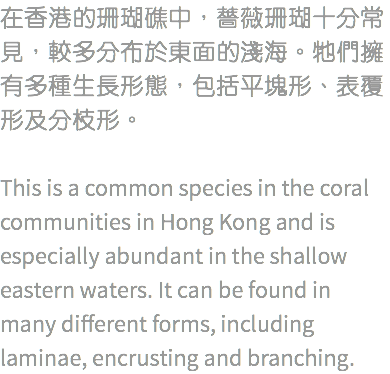 在香港的珊瑚礁中，薔薇珊瑚十分常
見，較多分布於東面的淺海。牠們擁
有多種生長形態，包括平塊形、表覆
形及分枝形。
This is a common species in the coral
communities in Hong Kong and is
especially abundant in the shallow
eastern waters. It can be found in
many different forms, including
laminae, encrusting and branching.